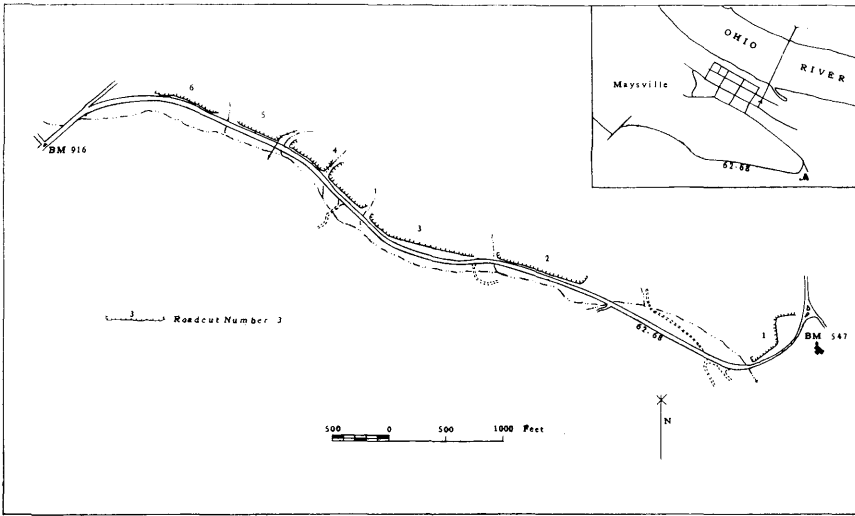 OHIO
RIVER
Maysville
62-68
6
5
BM 916
4
3
2
3
Roadcut Number 3
62-68
1
BM 547
N
500 0 500 1000 Feet